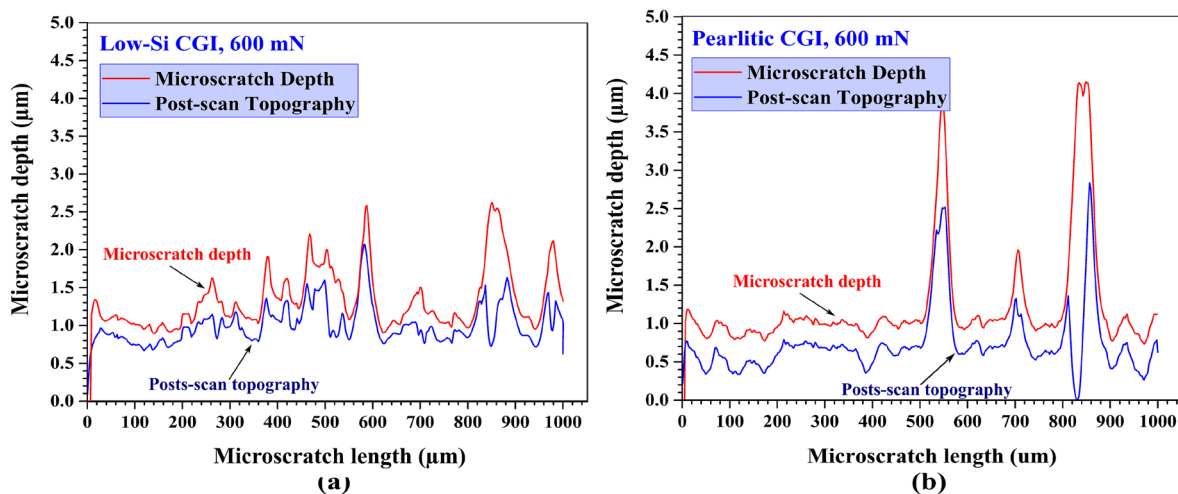 Low-Si CGI, 600 mN
Microscratch Depth
Post-scan Topography
Microscratch depth
Posts-scan topography
Microscratch depth (μm)
5.0
4.5
4.0
3.5
3.0
2.5
2.0
1.5
1.0
0.5
0.0
0 100 200 300 400 500 600 700 800 900 1000
Microscratch length (μm)
(a)
Pearlitic CGI, 600 mN
Microscratch Depth
Post-scan Topography
Microscratch depth
Posts-scan topography
Microscratch depth (μm)
5.0
4.5
4.0
3.5
3.0
2.5
2.0
1.5
1.0
0.5
0.0
0 100 200 300 400 500 600 700 800 900 1000
Microscratch length (um)
(b)